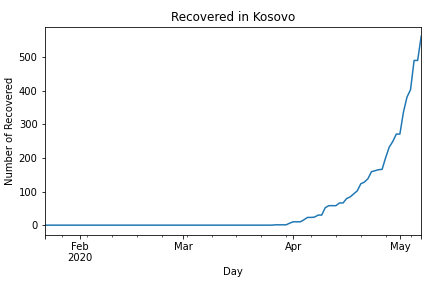 Recovered in Kosovo
Number of Recovered
500
400
300
200
100
0
Feb
2020
Mar
Apr
May
Day